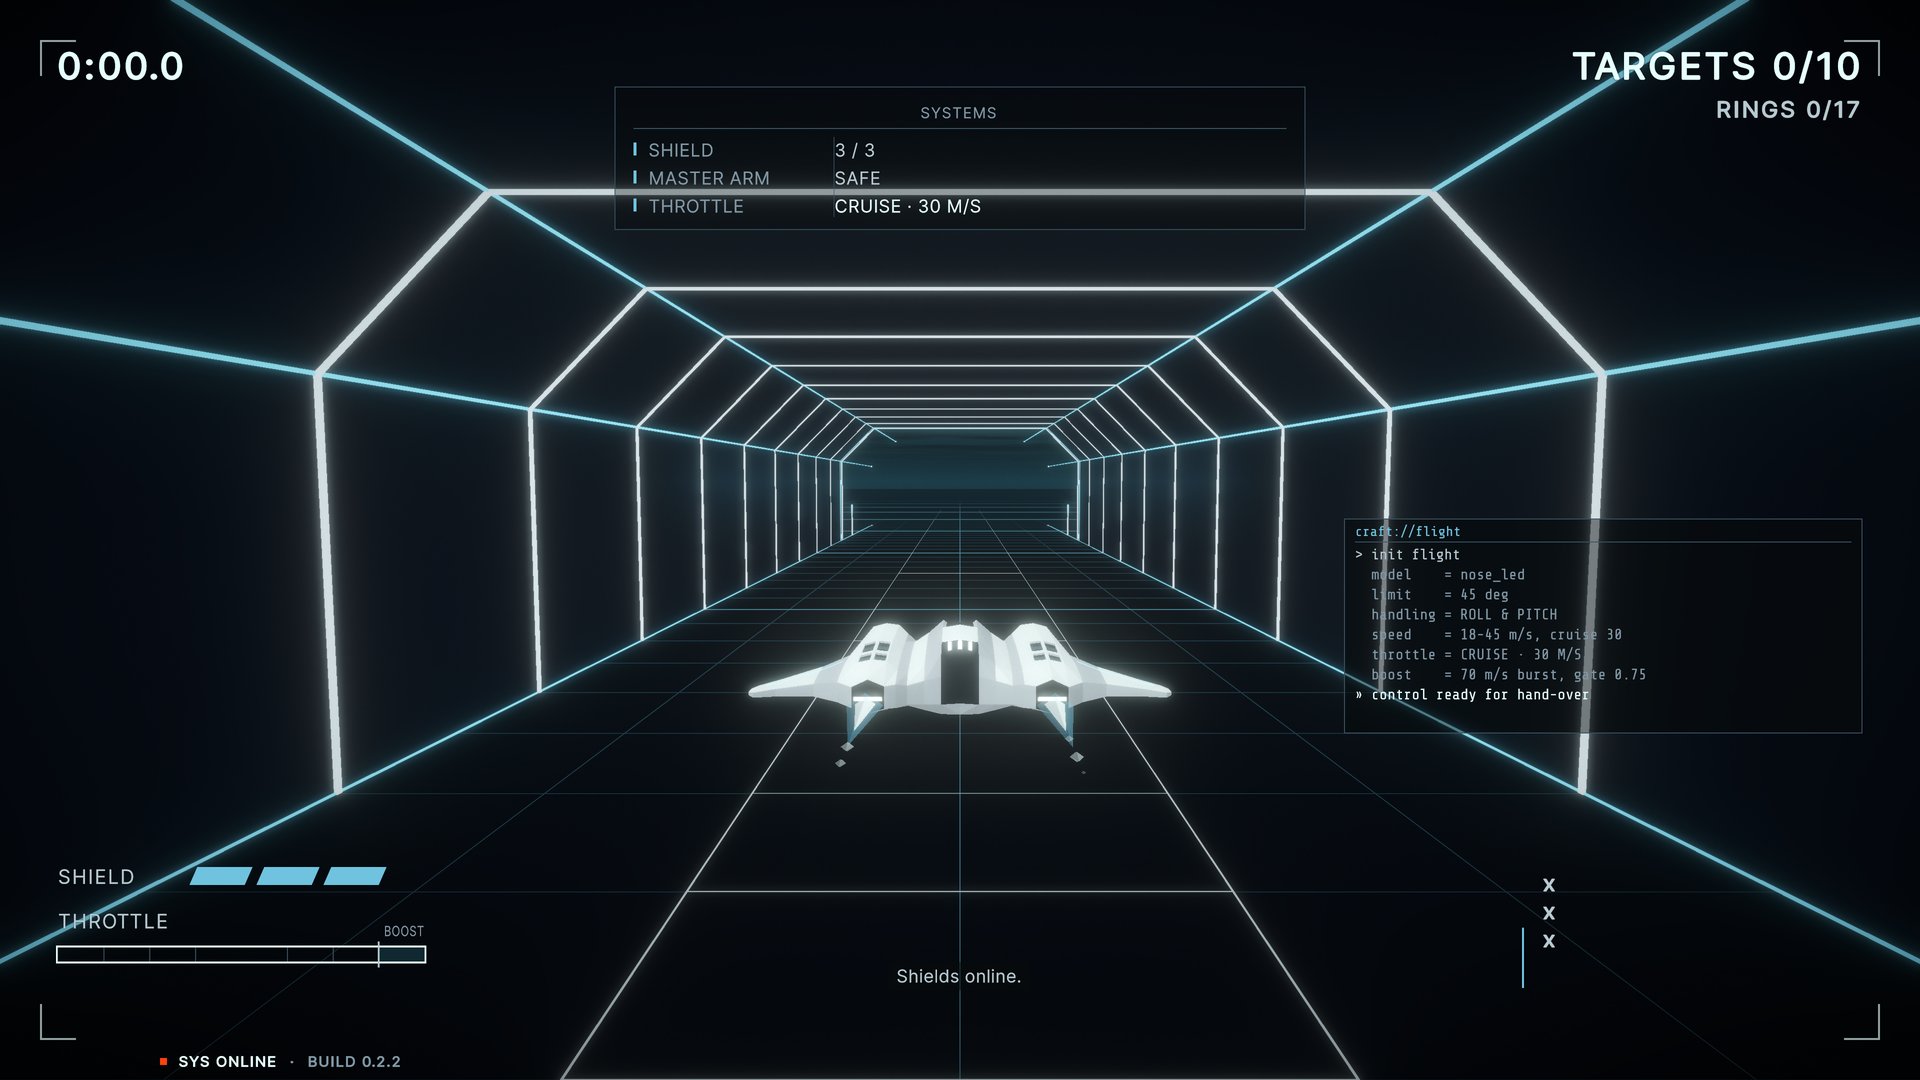 0:00.0
TARGETS 0/10
RINGS 0/17
SYSTEMS
SHIELD 3 / 3
MASTER ARM SAFE
THROTTLE CRUISE · 30 M/S
craft://flight
> init flight
model = nose_led
limit = 45 deg
handling = ROLL & PITCH
speed = 18-45 m/s, cruise 30
throttle = CRUISE · 30 M/S
boost = 70 m/s burst, gate 0.75
» control ready for hand-over
SHIELD
THROTTLE
BOOST
X
X
X
Shields online.
SYS ONLINE · BUILD 0.2.2